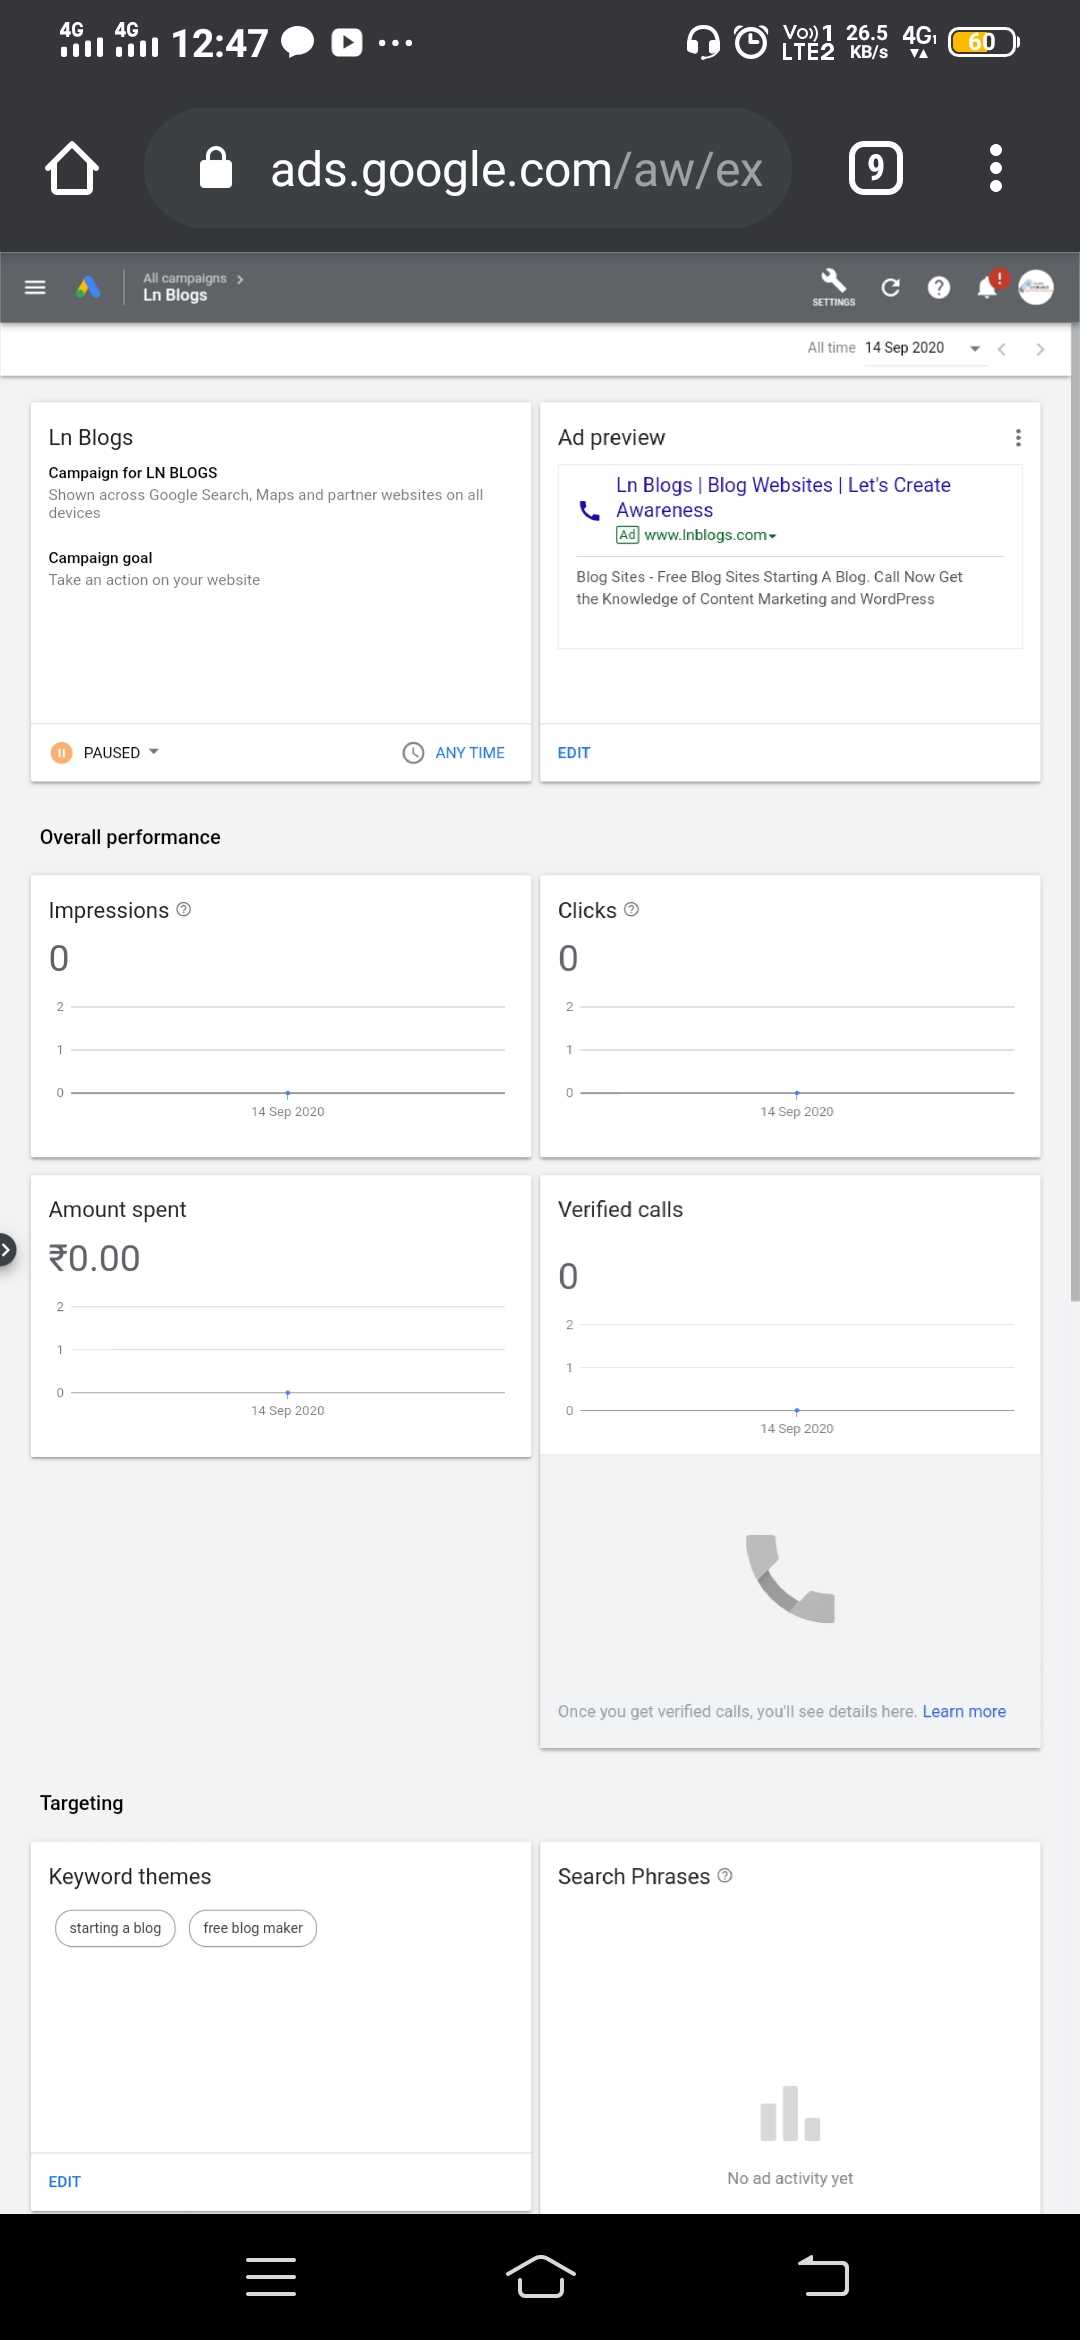 4G 4G 12:47
Vo)) 1 LTE2 26.5 KB/s 4G1 60
ads.google.com/aw/ex
9
All campaigns
Ln Blogs
SETTINGS
All time 14 Sep 2020
Ln Blogs
Campaign for LN BLOGS
Shown across Google Search, Maps and partner websites on all
devices
Campaign goal
Take an action on your website
PAUSED
ANY TIME
Ad preview
Ln Blogs | Blog Websites | Let's Create
Awareness
Ad www.lnblogs.com
Blog Sites - Free Blog Sites Starting A Blog. Call Now Get
the Knowledge of Content Marketing and WordPress
EDIT
Overall performance
Impressions
0
2
1
0
14 Sep 2020
Clicks
0
2
1
0
14 Sep 2020
Amount spent
₹0.00
2
1
0
14 Sep 2020
Verified calls
0
2
1
0
14 Sep 2020
Once you get verified calls, you'll see details here. Learn more
Targeting
Keyword themes
starting a blog
free blog maker
EDIT
Search Phrases
No ad activity yet